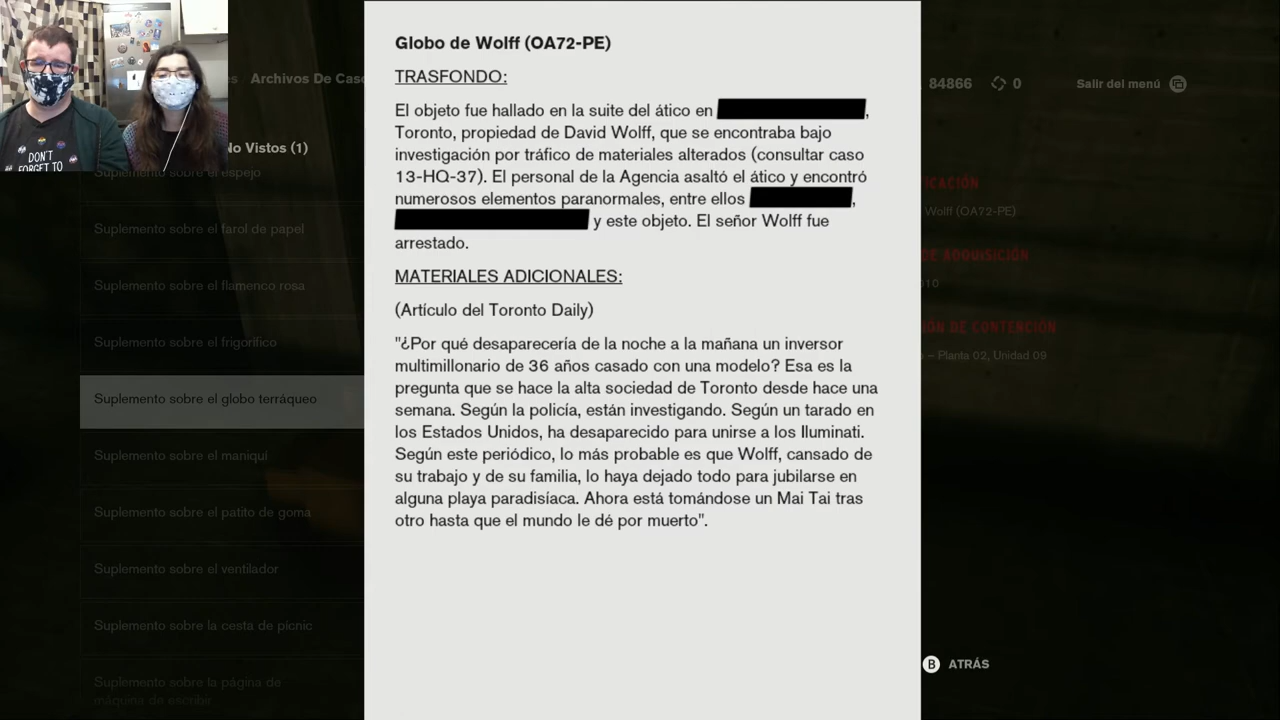 Globo de Wolff (OA72-PE)
TRASFONDO:
El objeto fue hallado en la suite del ático en ,
Toronto, propiedad de David Wolff, que se encontraba bajo
investigación por tráfico de materiales alterados (consultar caso
13-HQ-37). El personal de la Agencia asaltó el ático y encontró
numerosos elementos paranormales, entre ellos ,
y este objeto. El señor Wolff fue
arrestado.
MATERIALES ADICIONALES:
(Artículo del Toronto Daily)
"¿Por qué desaparecería de la noche a la mañana un inversor
multimillonario de 36 años casado con una modelo? Esa es la
pregunta que se hace la alta sociedad de Toronto desde hace una
semana. Según la policía, están investigando. Según un tarado en
los Estados Unidos, ha desaparecido para unirse a los Iluminati.
Según este periódico, lo más probable es que Wolff, cansado de
su trabajo y de su familia, lo haya dejado todo para jubilarse en
alguna playa paradisíaca. Ahora está tomándose un Mai Tai tras
otro hasta que el mundo le dé por muerto".
Archivos De Caso
No Vistos (1)
Suplemento sobre el espejo
Suplemento sobre el farol de papel
Suplemento sobre el flamenco rosa
Suplemento sobre el frigorífico
Suplemento sobre el globo terráqueo
Suplemento sobre el maniquí
Suplemento sobre el patito de goma
Suplemento sobre el ventilador
Suplemento sobre la cesta de pícnic
Suplemento sobre la página de
máquina de escribir
84866
0
Salir del menú
ICACIÓN
Wolff (OA72-PE)
DE ADQUISICIÓN
10
IÓN DE CONTENCIÓN
– Planta 02, Unidad 09
B ATRÁS
DON'T
FORGET TO